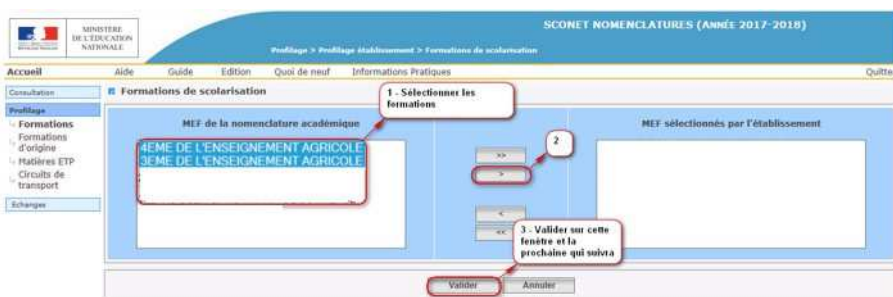 MINISTÈRE
DE L'ÉDUCATION
NATIONALE
SCONET NOMENCLATURES (ANNÉE 2017-2018)
Profilage > Profilage établissement > Formations de scolarisation
Accueil
Aide
Guide
Edition
Quoi de neuf
Informations Pratiques
Quitte
Consultation
Profilage
Formations
Formations
d'origine
Matières ETP
Circuits de
transport
Echanges
Formations de scolarisation
1 - Sélectionner les
formations
MEF de la nomenclature académique
4EME DE L'ENSEIGNEMENT AGRICOLE
3EME DE L'ENSEIGNEMENT AGRICOLE
>>
>
<
<<
2
MEF sélectionnés par l'établissement
3 - Valider sur cette
fenêtre et la
prochaine qui suivra
Valider
Annuler